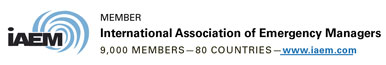 iAEM
MEMBER
International Association of Emergency Managers
9,000 MEMBERS—80 COUNTRIES—www.iaem.com